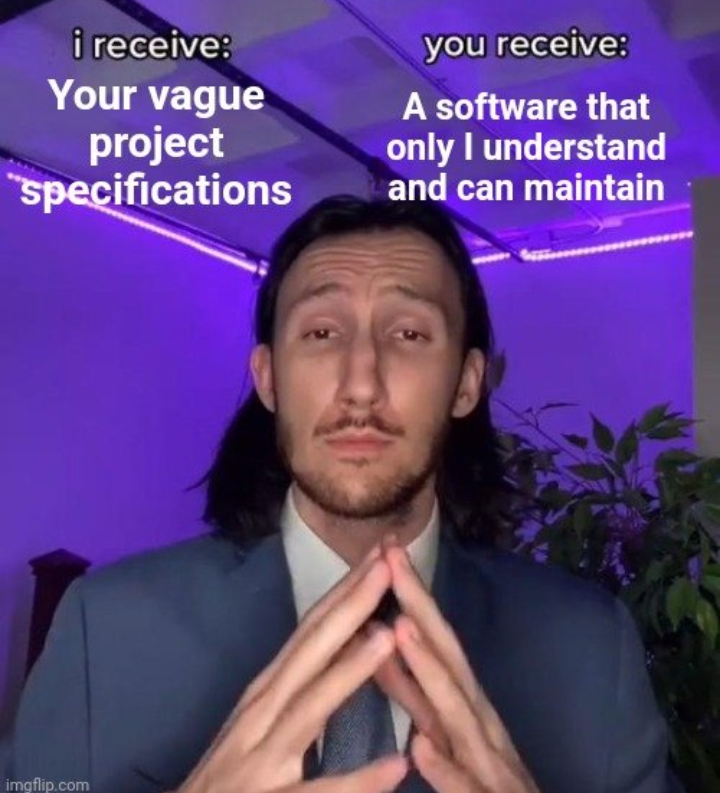 i receive:
Your vague
project
specifications
you receive:
A software that
only I understand
and can maintain
imgflip.com